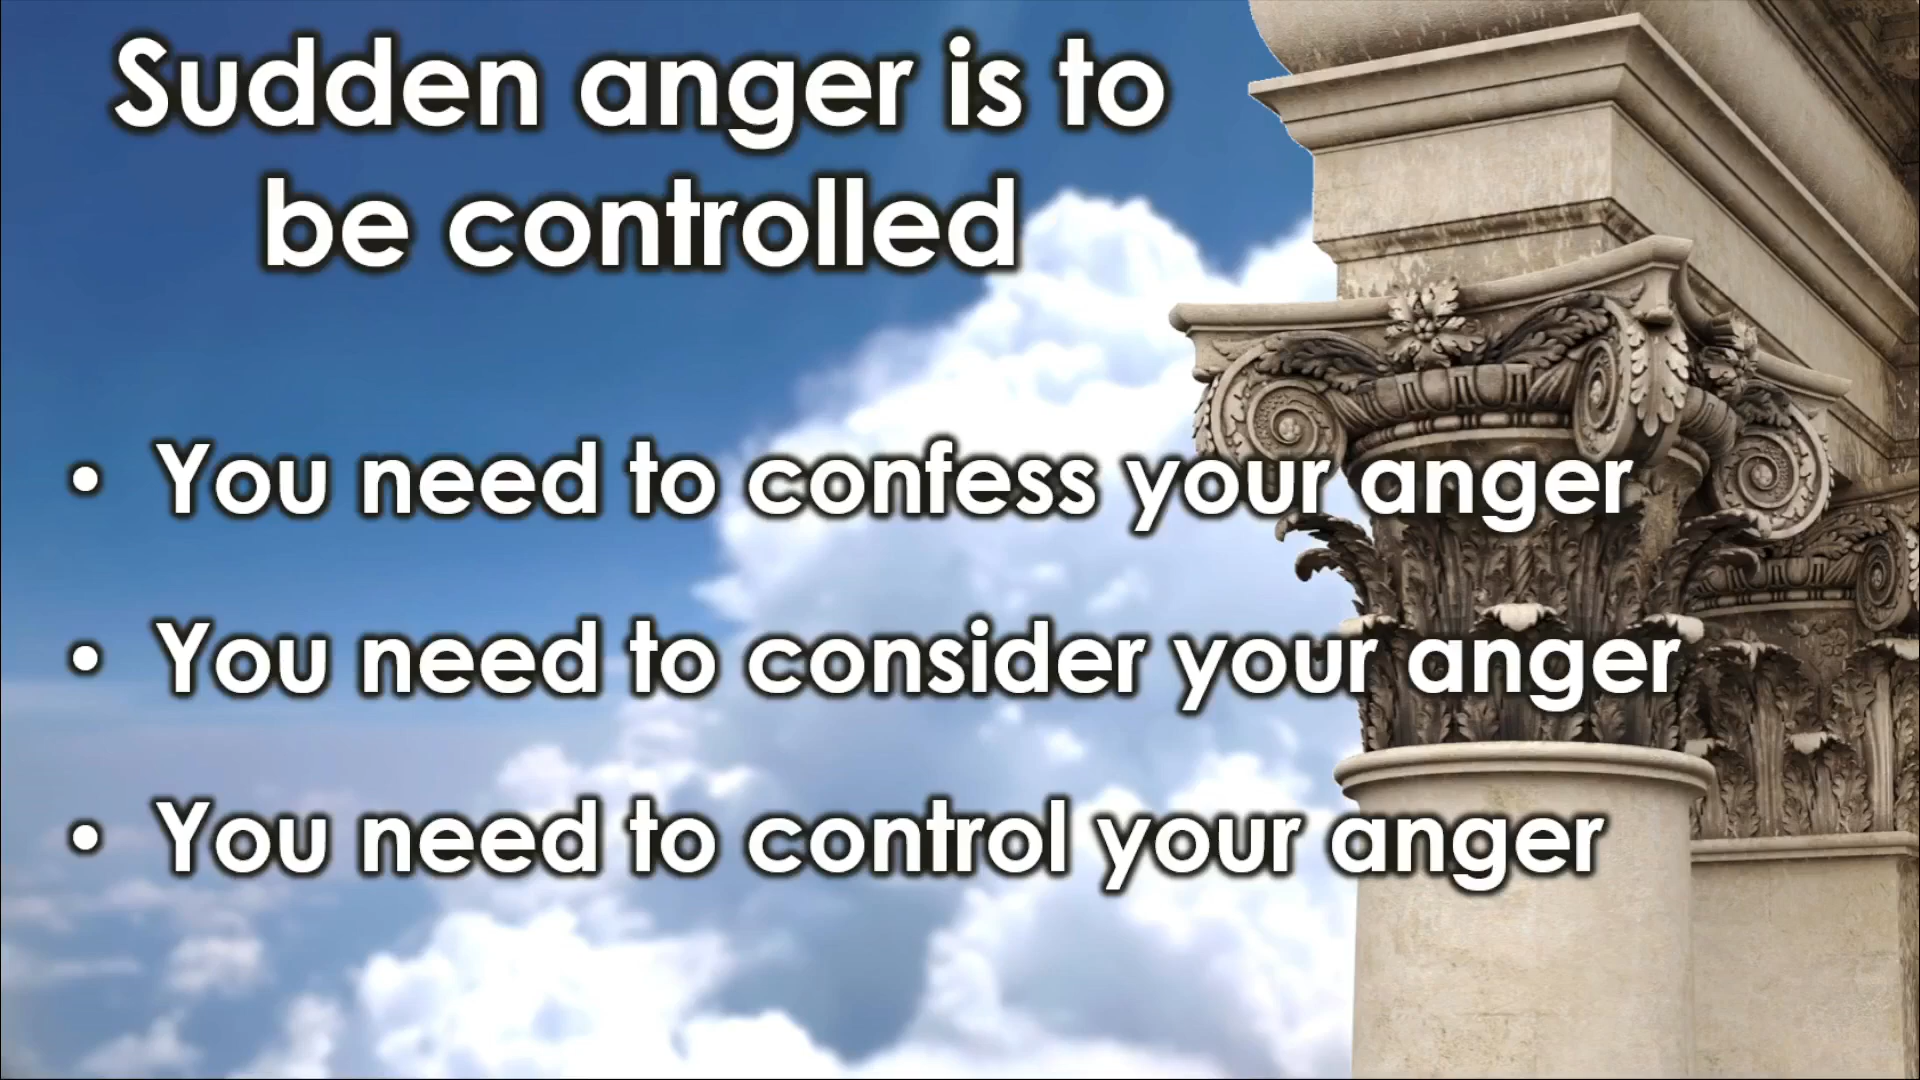 Sudden anger is to
be controlled
• You need to confess your anger
• You need to consider your anger
• You need to control your anger